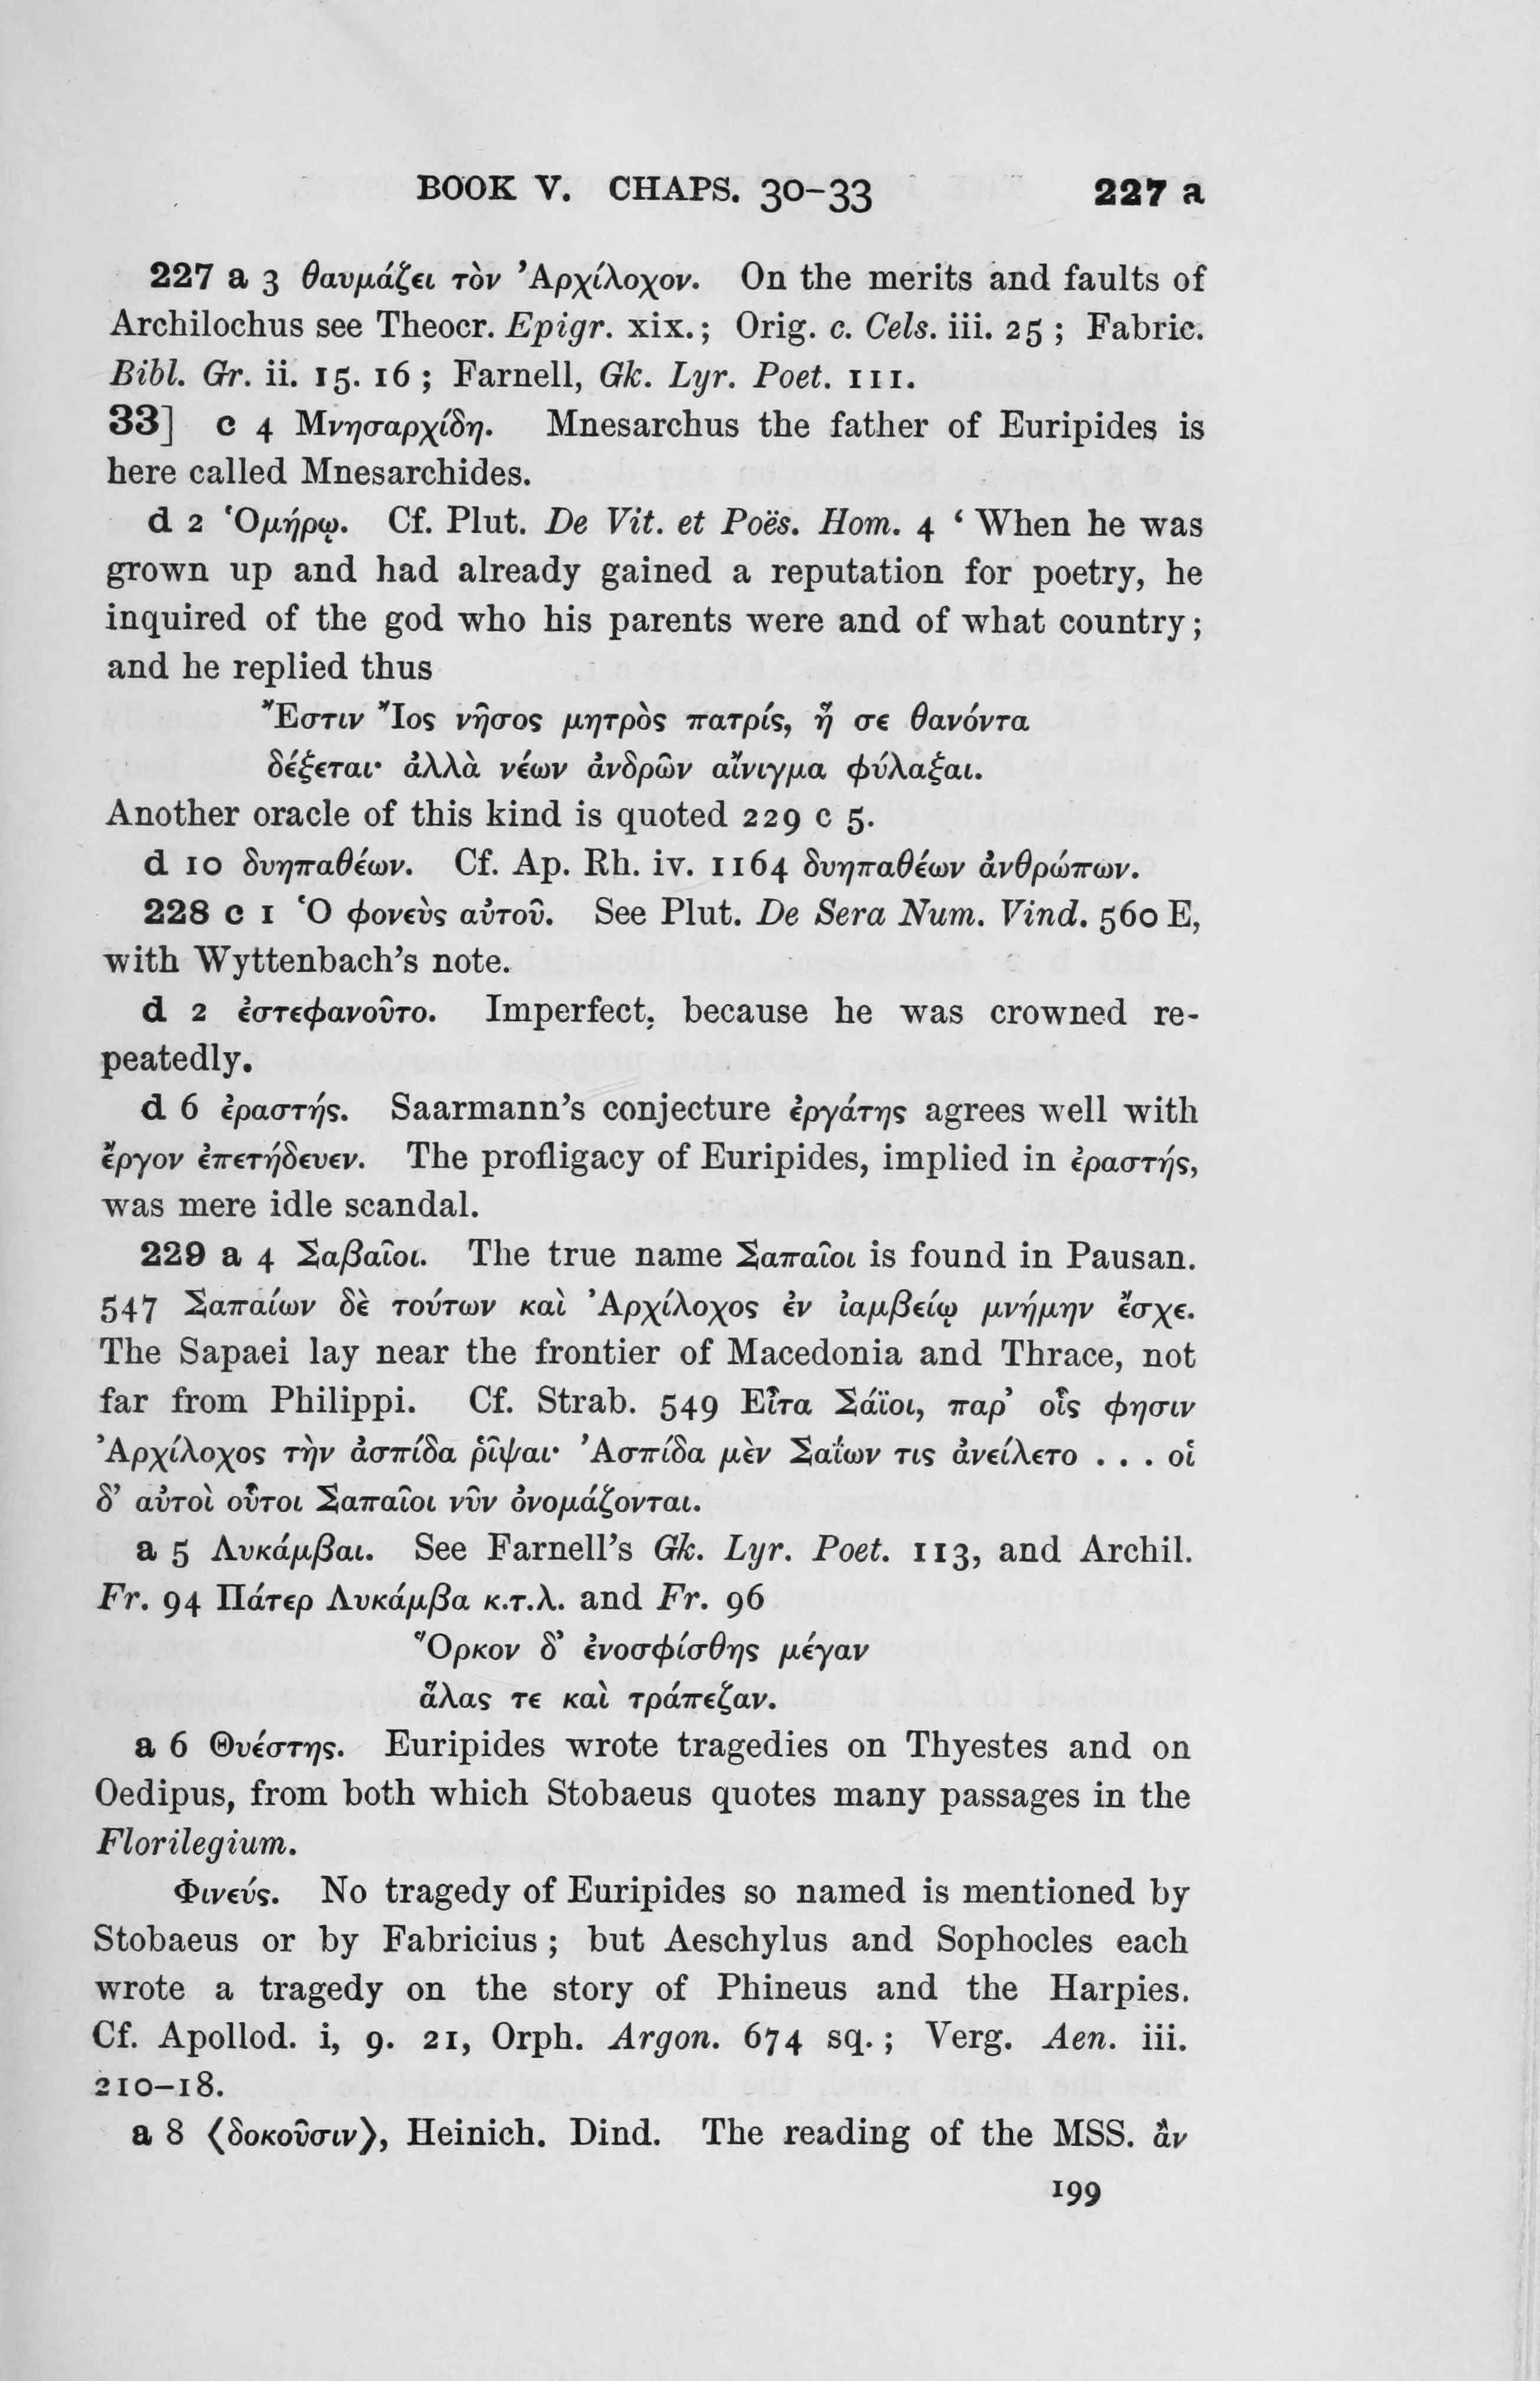 BOOK V. CHAPS. 30–33 227 a
227 a 3 θαυμάζει τὸν Ἀρχίλοχον. On the merits and faults of
Archilochus see Theocr. Epigr. xix.; Orig. c. Cels. iii. 25; Fabric.
Bibl. Gr. ii. 15. 16; Farnell, Gk. Lyr. Poet. 111.
33] c 4 Μνησαρχίδη. Mnesarchus the father of Euripides is
here called Mnesarchides.
d 2 Ὁμήρῳ. Cf. Plut. De Vit. et Poës. Hom. 4 ‘When he was
grown up and had already gained a reputation for poetry, he
inquired of the god who his parents were and of what country;
and he replied thus
Ἔστιν Ἴος νῆσος μητρὸς πατρίς, ἥ σε θανόντα
δέξεται· ἀλλὰ νέων ἀνδρῶν αἴνιγμα φύλαξαι.
Another oracle of this kind is quoted 229 c 5.
d 10 δυηπαθέων. Cf. Ap. Rh. iv. 1164 δυηπαθέων ἀνθρώπων.
228 c 1 Ὁ φονεὺς αὐτοῦ. See Plut. De Sera Num. Vind. 560 E,
with Wyttenbach’s note.
d 2 ἐστεφανοῦτο. Imperfect, because he was crowned re-
peatedly.
d 6 ἐραστής. Saarmann’s conjecture ἐργάτης agrees well with
ἔργον ἐπετήδευεν. The profligacy of Euripides, implied in ἐραστής,
was mere idle scandal.
229 a 4 Σαβαῖοι. The true name Σαπαῖοι is found in Pausan.
547 Σαπαίων δὲ τούτων καὶ Ἀρχίλοχος ἐν ἰαμβείῳ μνήμην ἔσχε.
The Sapaei lay near the frontier of Macedonia and Thrace, not
far from Philippi. Cf. Strab. 549 Εἶτα Σάϊοι, παρ’ οἷς φησιν
Ἀρχίλοχος τὴν ἀσπίδα ῥῖψαι· Ἀσπίδα μὲν Σαΐων τις ἀνείλετο . . . οἱ
δ’ αὐτοὶ οὗτοι Σαπαῖοι νῦν ὀνομάζονται.
a 5 Λυκάμβαι. See Farnell’s Gk. Lyr. Poet. 113, and Archil.
Fr. 94 Πάτερ Λυκάμβα κ.τ.λ. and Fr. 96
Ὅρκον δ’ ἐνοσφίσθης μέγαν
ἅλας τε καὶ τράπεζαν.
a 6 Θυέστης. Euripides wrote tragedies on Thyestes and on
Oedipus, from both which Stobaeus quotes many passages in the
Florilegium.
Φινεύς. No tragedy of Euripides so named is mentioned by
Stobaeus or by Fabricius; but Aeschylus and Sophocles each
wrote a tragedy on the story of Phineus and the Harpies.
Cf. Apollod. i, 9. 21, Orph. Argon. 674 sq.; Verg. Aen. iii.
210–18.
a 8 ⟨δοκοῦσιν⟩, Heinich. Dind. The reading of the MSS. ἂν
199